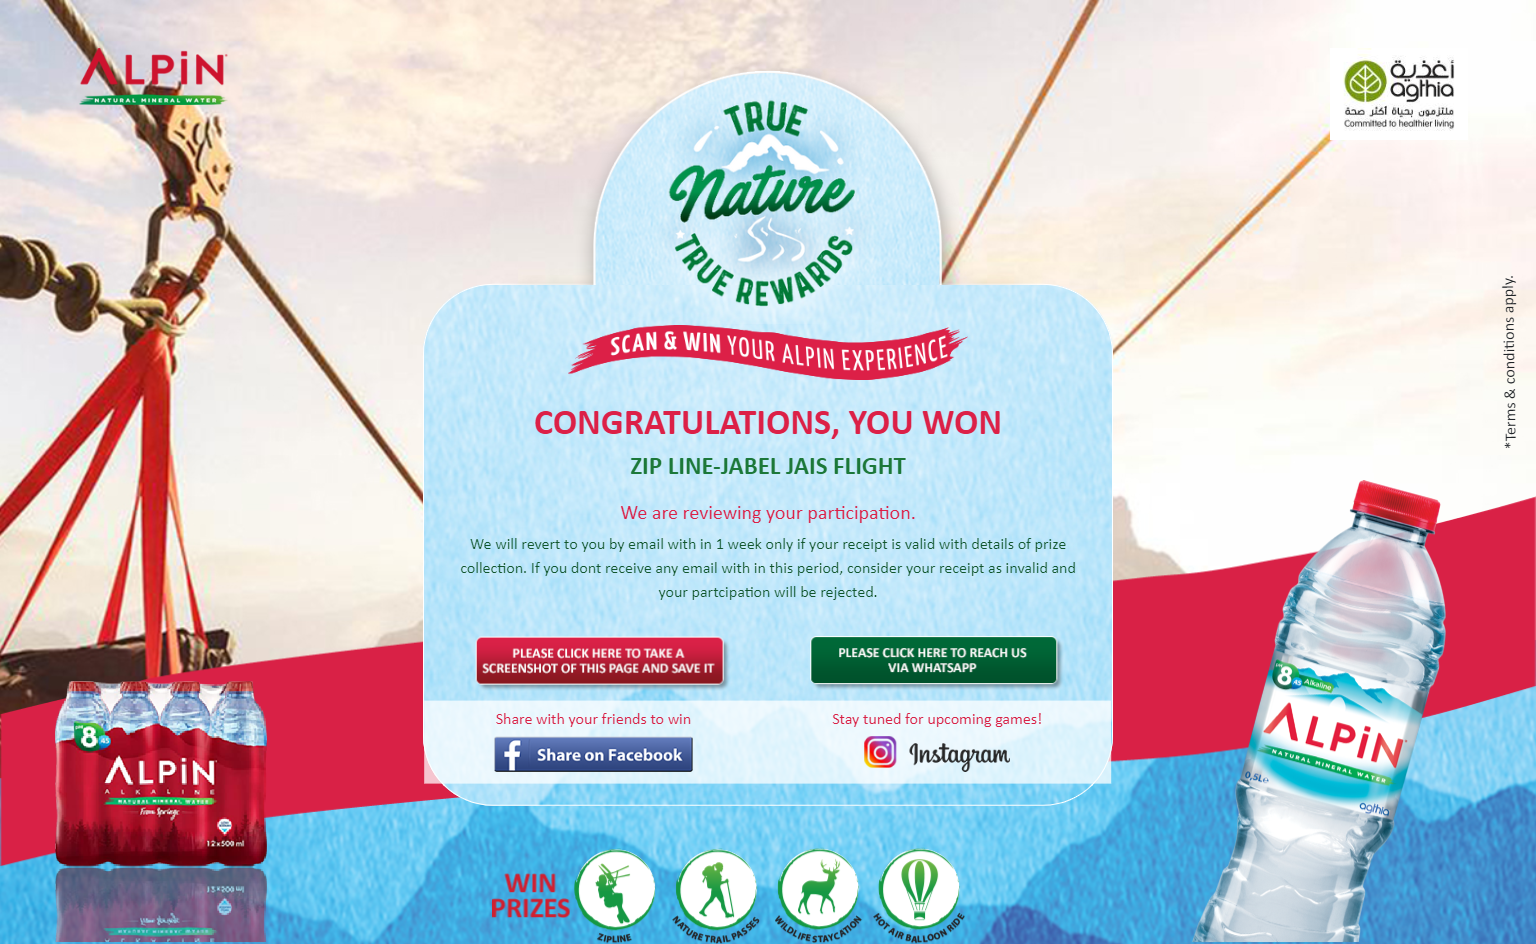 ALPiN
NATURAL MINERAL WATER
أغذية
agthia
ملتزمون بحياة أكثر صحة
Committed to healthier living
TRUE
Nature
TRUE REWARDS
SCAN & WIN YOUR ALPIN EXPERIENCE
*Terms & conditions apply.
CONGRATULATIONS, YOU WON
ZIP LINE-JABEL JAIS FLIGHT
We are reviewing your participation.
We will revert to you by email with in 1 week only if your receipt is valid with details of prize
collection. If you dont receive any email with in this period, consider your receipt as invalid and
your partcipation will be rejected.
PLEASE CLICK HERE TO TAKE A
SCREENSHOT OF THIS PAGE AND SAVE IT
PLEASE CLICK HERE TO REACH US
VIA WHATSAPP
Share with your friends to win
Stay tuned for upcoming games!
f Share on Facebook
Instagram
8
45
ALPiN
ALKALINE
NATURAL MINERAL WATER
From Springs
12x500 ml
8
45
Alkaline
ALPiN
NATURAL MINERAL WATER
0,5Le
agthia
WIN
PRIZES
ZIPLINE
NATURE TRAIL PASSES
WILDLIFE STAYCATION
HOT AIR BALLOON RIDE